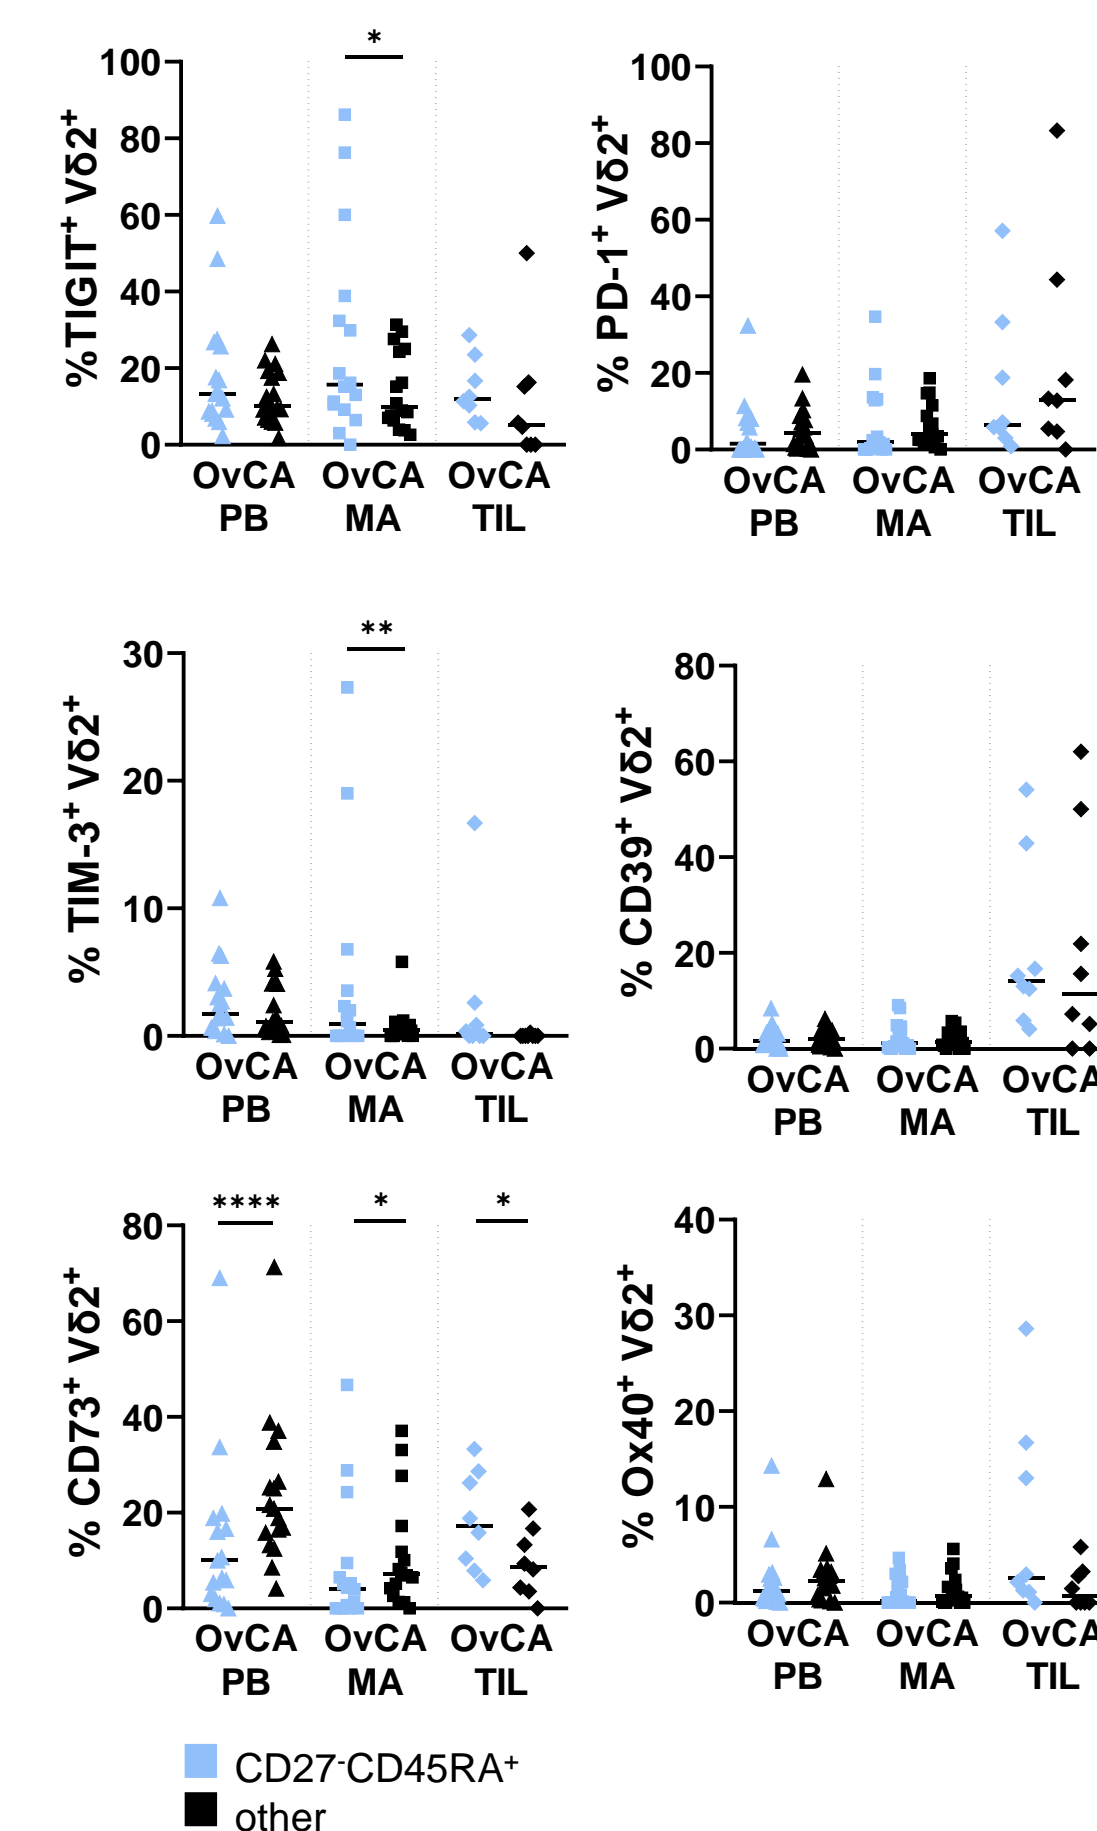 *
100
80
60
40
20
0
%TIGIT⁺ Vδ2⁺
OvCA OvCA OvCA
PB MA TIL
100
80
60
40
20
0
% PD-1⁺ Vδ2⁺
OvCA OvCA OvCA
PB MA TIL
**
30
20
10
0
% TIM-3⁺ Vδ2⁺
OvCA OvCA OvCA
PB MA TIL
80
60
40
20
0
% CD39⁺ Vδ2⁺
OvCA OvCA OvCA
PB MA TIL
**** * *
80
60
40
20
0
% CD73⁺ Vδ2⁺
OvCA OvCA OvCA
PB MA TIL
40
30
20
10
0
% Ox40⁺ Vδ2⁺
OvCA OvCA OvCA
PB MA TIL
CD27⁻CD45RA⁺
other